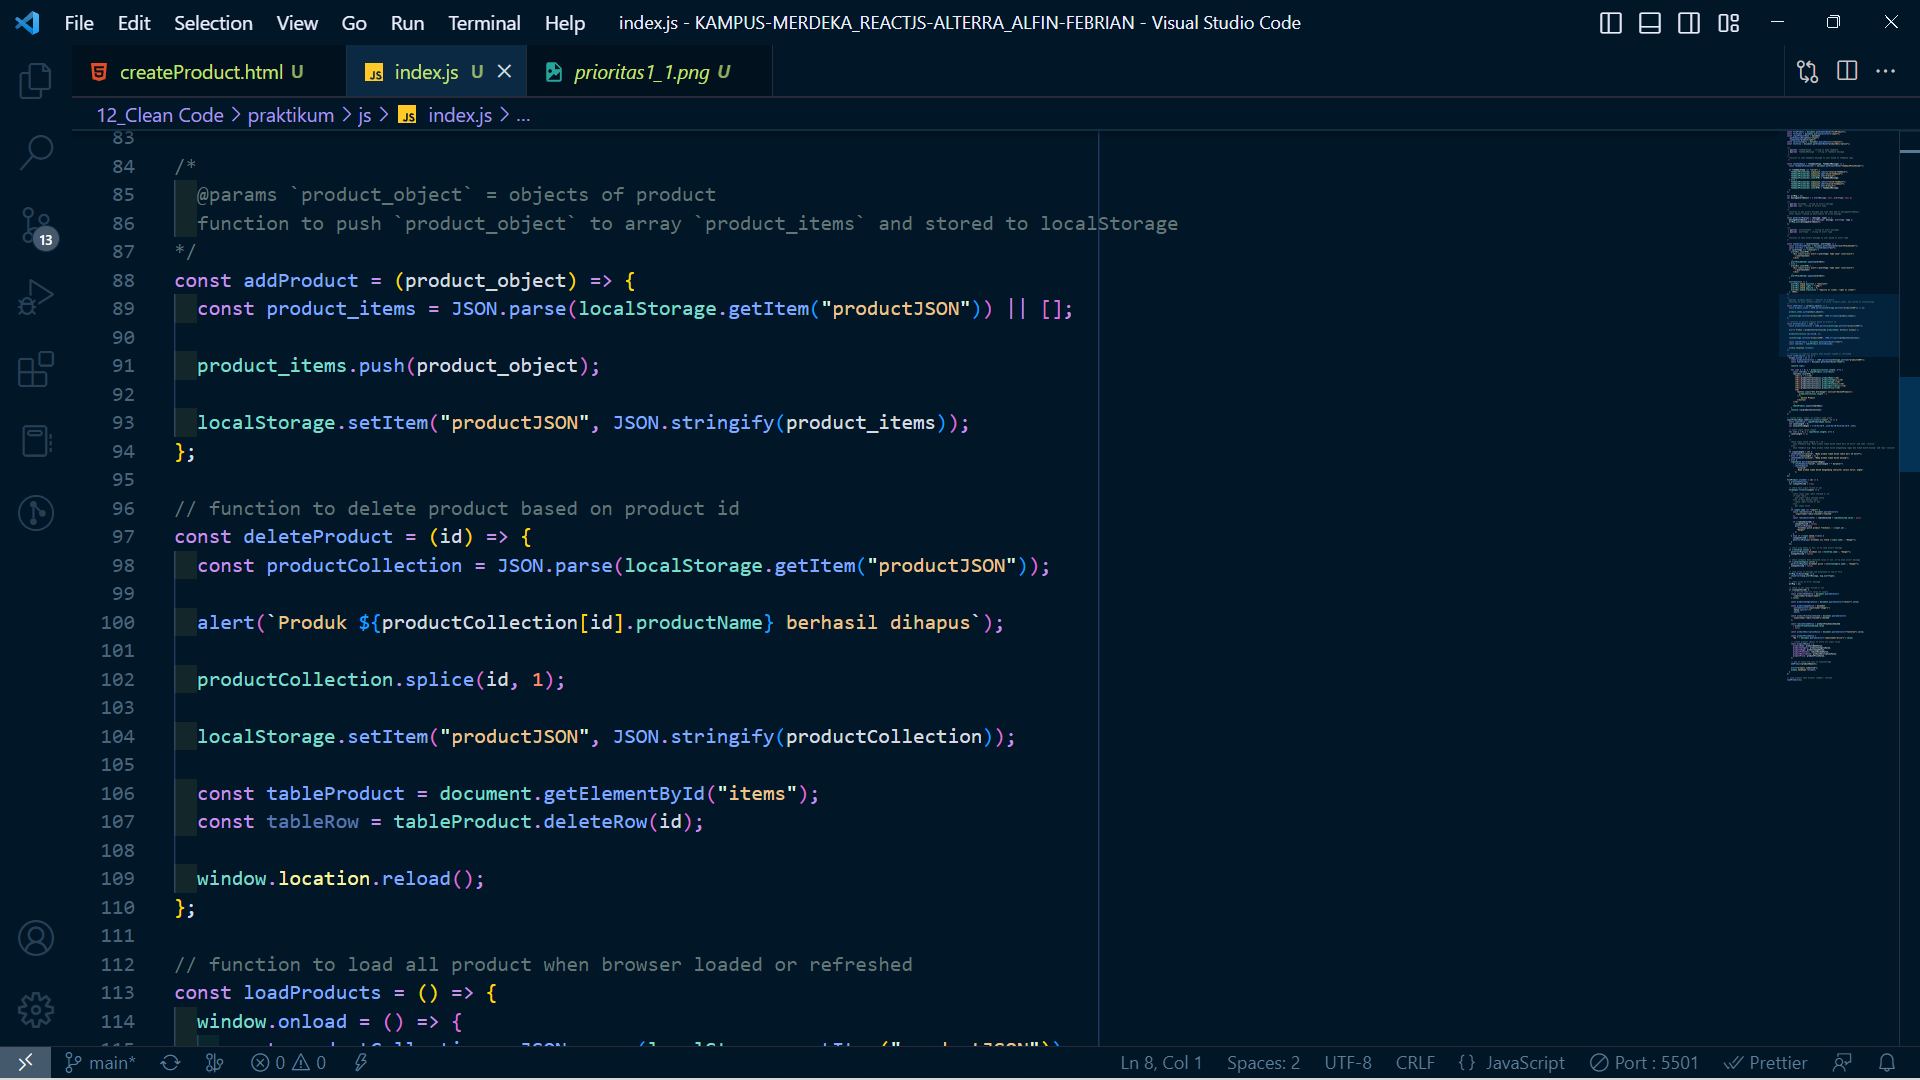 File Edit Selection View Go Run Terminal Help index.js - KAMPUS-MERDEKA_REACTJS-ALTERRA_ALFIN-FEBRIAN - Visual Studio Code
createProduct.html U JS index.js U prioritas1_1.png U
12_Clean Code > praktikum > js > JS index.js > ...
83
84 /*
85 @params `product_object` = objects of product
86 function to push `product_object` to array `product_items` and stored to localStorage
87 */
88 const addProduct = (product_object) => {
89 const product_items = JSON.parse(localStorage.getItem("productJSON")) || [];
90
91 product_items.push(product_object);
92
93 localStorage.setItem("productJSON", JSON.stringify(product_items));
94 };
95
96 // function to delete product based on product id
97 const deleteProduct = (id) => {
98 const productCollection = JSON.parse(localStorage.getItem("productJSON"));
99
100 alert(`Produk ${productCollection[id].productName} berhasil dihapus`);
101
102 productCollection.splice(id, 1);
103
104 localStorage.setItem("productJSON", JSON.stringify(productCollection));
105
106 const tableProduct = document.getElementById("items");
107 const tableRow = tableProduct.deleteRow(id);
108
109 window.location.reload();
110 };
111
112 // function to load all product when browser loaded or refreshed
113 const loadProducts = () => {
114 window.onload = () => {
13
main* 0 0 Ln 8, Col 1 Spaces: 2 UTF-8 CRLF {} JavaScript Port : 5501 Prettier